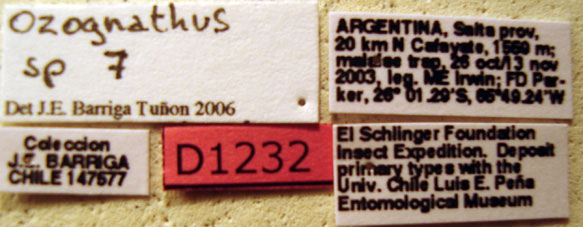 Ozognathus
sp 7
Det J.E. Barriga Tuñon 2006
ARGENTINA, Salta prov,
20 km N Cafayate, 1560 m;
malaise trap, 26 oct/13 nov
2003, leg. ME Irwin; FD Par-
ker, 26° 01.29'S, 65°49.24'W
Coleccion
J.E. BARRIGA
CHILE 147577
D1232
El Schlinger Foundation
Insect Expedition. Deposit
primary types with the
Univ. Chile Luis E. Peña
Entomological Museum